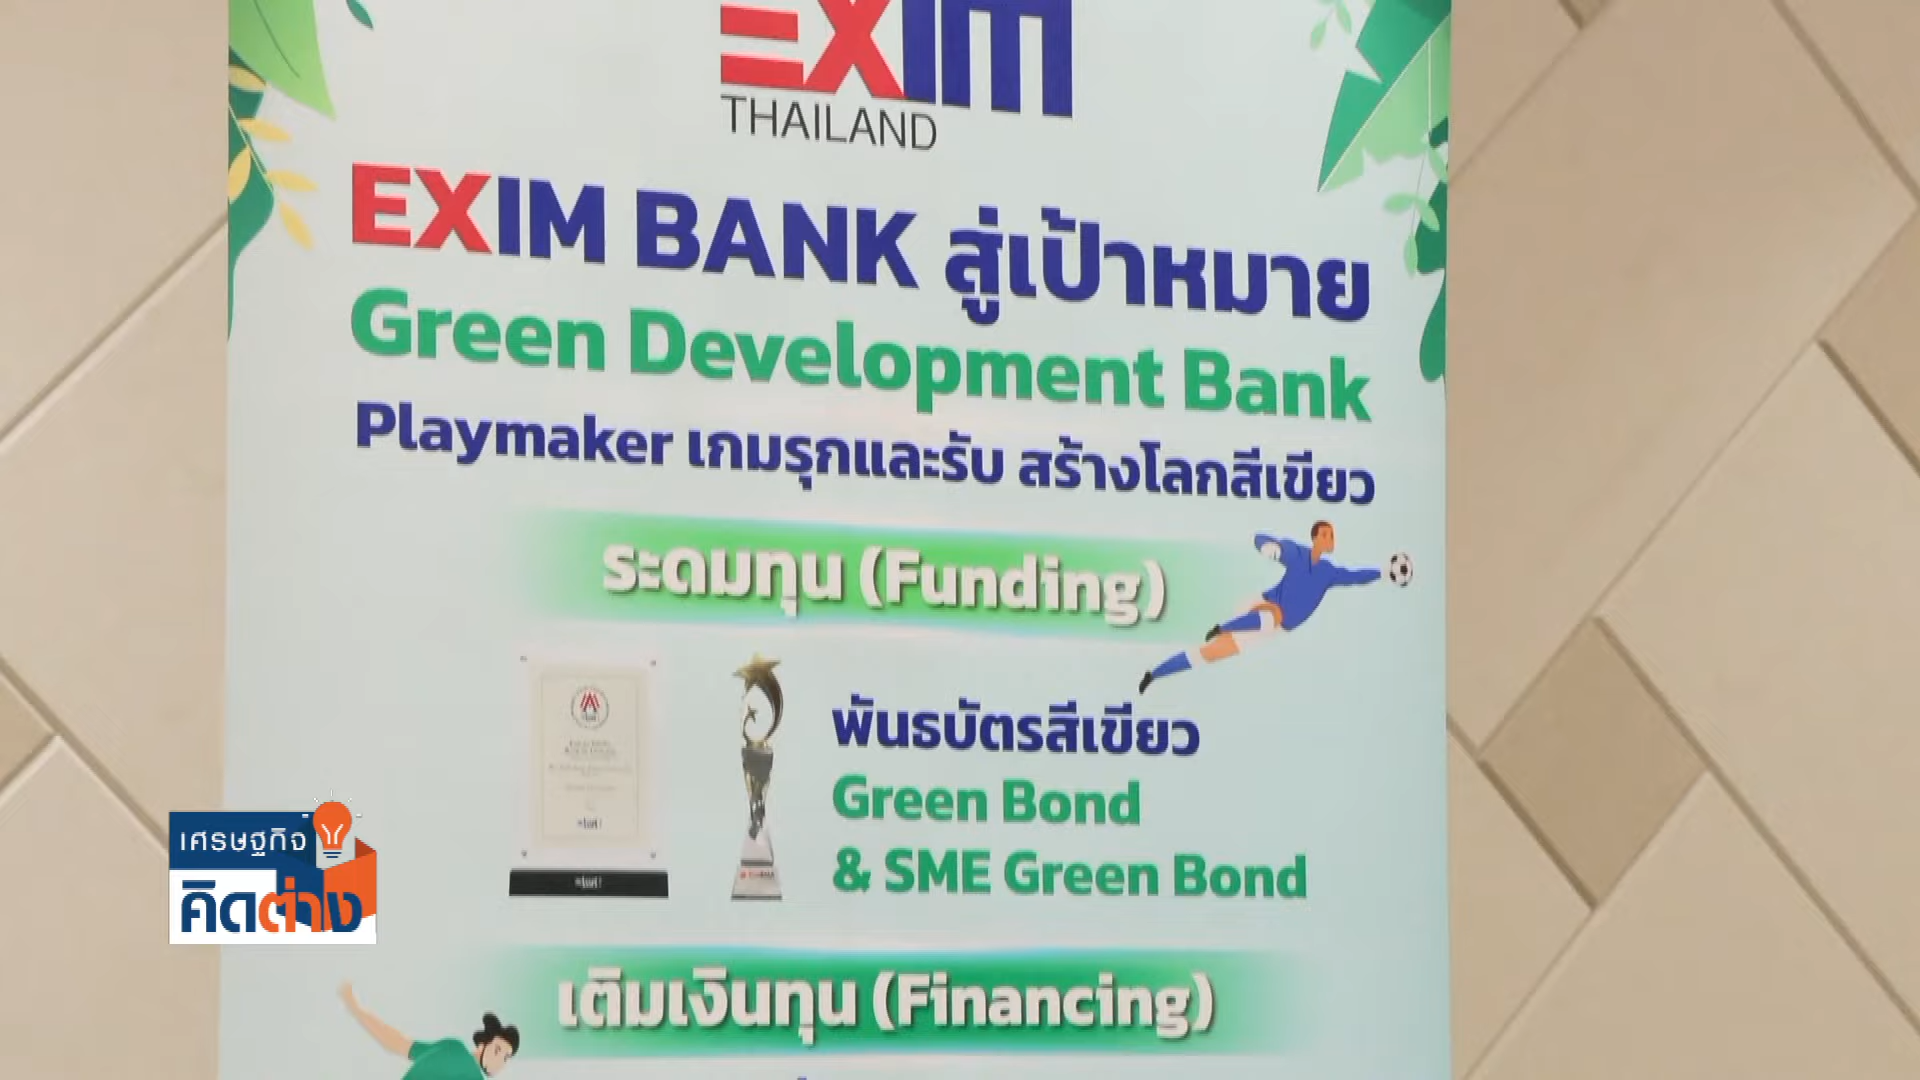 EXIM
THAILAND
EXIM BANK สู่เป้าหมาย
Green Development Bank
Playmaker เกมรุกและรับ สร้างโลกสีเขียว
ระดมทุน (Funding)
พันธบัตรสีเขียว
Green Bond
& SME Green Bond
เศรษฐกิจ
คิดต่าง
เติมเงินทุน (Financing)